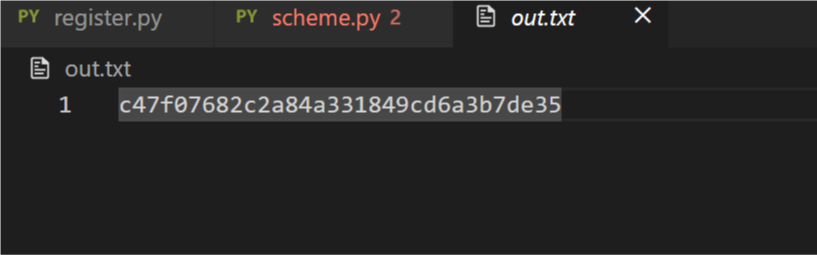 PY register.py PY scheme.py 2 out.txt
out.txt
1 c47f07682c2a84a331849cd6a3b7de35